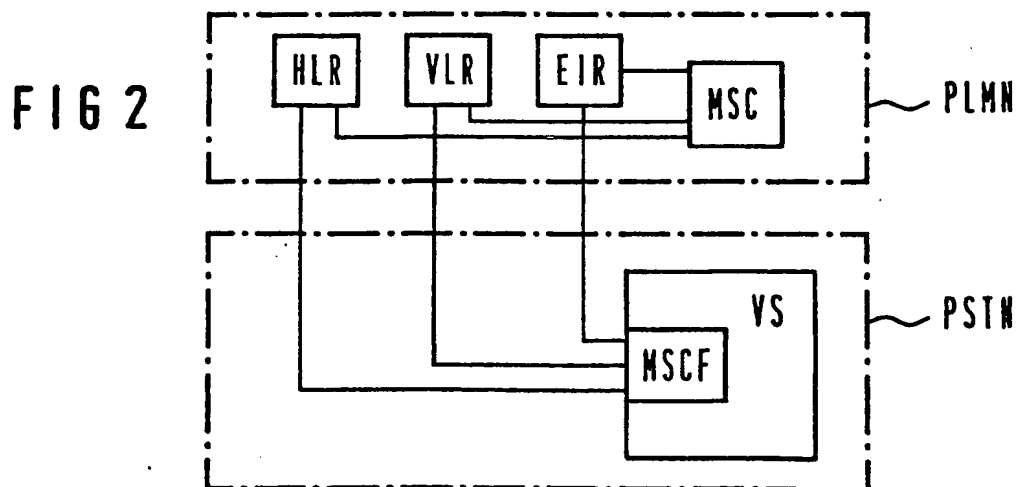 FIG 2
HLR
VLR
EIR
MSC
PLMN
VS
MSCF
PSTN